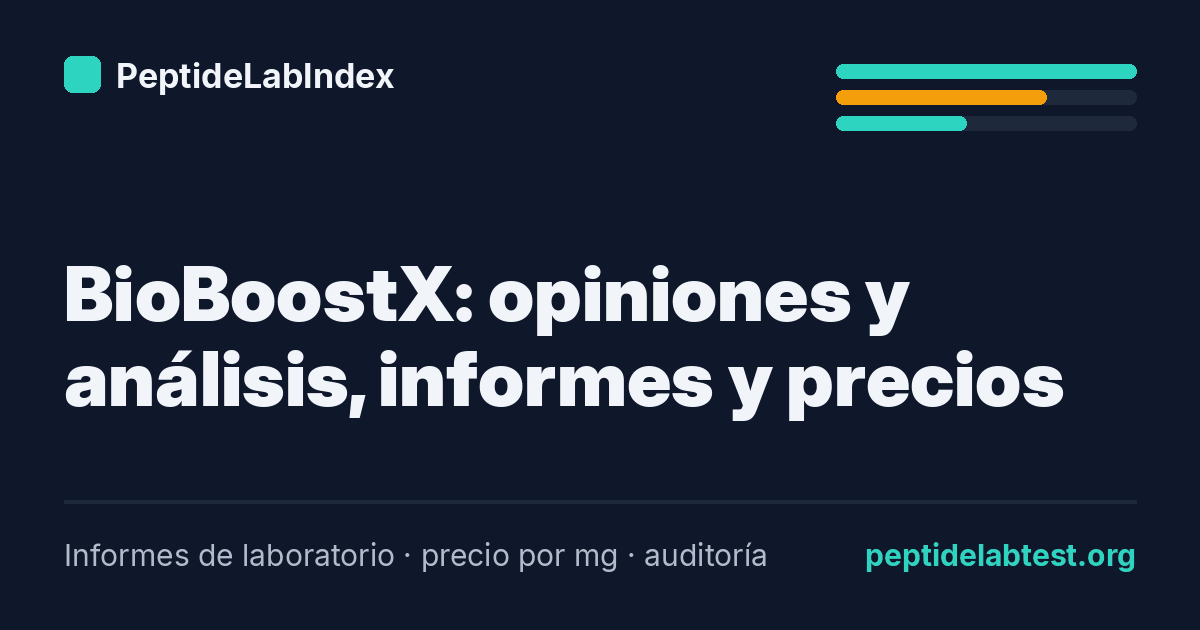 PeptideLabIndex
BioBoostX: opiniones y
análisis, informes y precios
Informes de laboratorio · precio por mg · auditoría
peptidelabtest.org